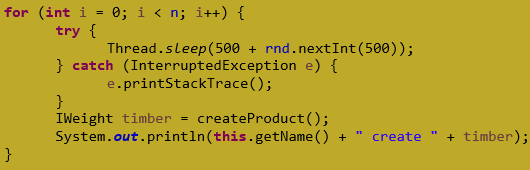 for (int i = 0; i < n; i++) {
try {
Thread.sleep(500 + rnd.nextInt(500));
} catch (InterruptedException e) {
e.printStackTrace();
}
IWeight timber = createProduct();
System.out.println(this.getName() + " create " + timber);
}